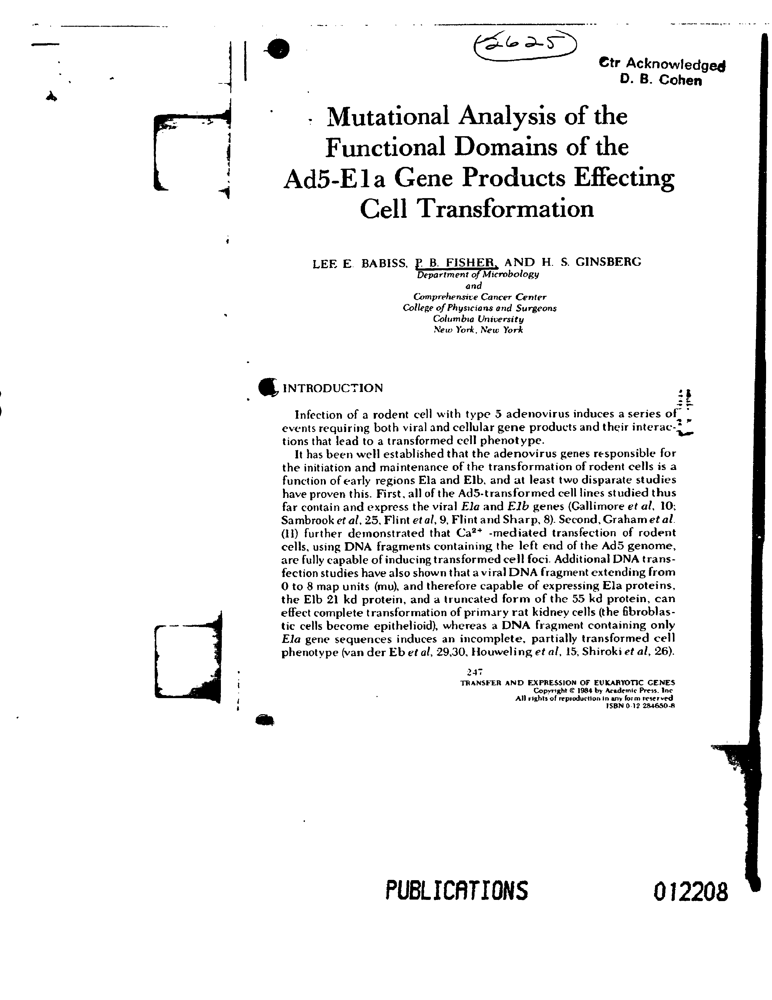 2625
Ctr Acknowledged
D. B. Cohen
Mutational Analysis of the
Functional Domains of the
Ad5-E1a Gene Products Effecting
Cell Transformation
LEE E. BABISS, P. B. FISHER, AND H. S. GINSBERG
Department of Microbology
and
Comprehensive Cancer Center
College of Physicians and Surgeons
Columbia University
New York, New York
INTRODUCTION
Infection of a rodent cell with type 5 adenovirus induces a series of
events requiring both viral and cellular gene products and their interac-
tions that lead to a transformed cell phenotype.
It has been well established that the adenovirus genes responsible for
the initiation and maintenance of the transformation of rodent cells is a
function of early regions Ela and Elb, and at least two disparate studies
have proven this. First, all of the Ad5-transformed cell lines studied thus
far contain and express the viral Ela and Elb genes (Gallimore et al, 10;
Sambrook et al, 25, Flint et al, 9, Flint and Sharp, 8). Second, Graham et al.
(11) further demonstrated that Ca²⁺ -mediated transfection of rodent
cells, using DNA fragments containing the left end of the Ad5 genome,
are fully capable of inducing transformed cell foci. Additional DNA trans-
fection studies have also shown that a viral DNA fragment extending from
0 to 8 map units (mu), and therefore capable of expressing Ela proteins,
the Elb 21 kd protein, and a truncated form of the 55 kd protein, can
effect complete transformation of primary rat kidney cells (the fibroblas-
tic cells become epithelioid), whereas a DNA fragment containing only
Ela gene sequences induces an incomplete, partially transformed cell
phenotype (van der Eb et al, 29,30, Houweling et al, 15, Shiroki et al, 26).
247
TRANSFER AND EXPRESSION OF EUKARYOTIC GENES
Copyright © 1984 by Academic Press, Inc
All rights of reproduction in any form reserved
ISBN 0-12 284650-8
PUBLICATIONS 012208